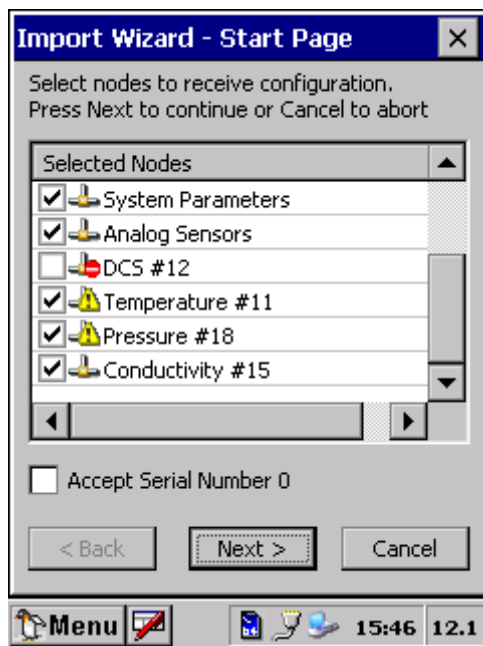 Import Wizard - Start Page
Select nodes to receive configuration.
Press Next to continue or Cancel to abort
Selected Nodes
System Parameters
Analog Sensors
DCS #12
Temperature #11
Pressure #18
Conductivity #15
Accept Serial Number 0
< Back
Next >
Cancel
Menu
15:46
12.1